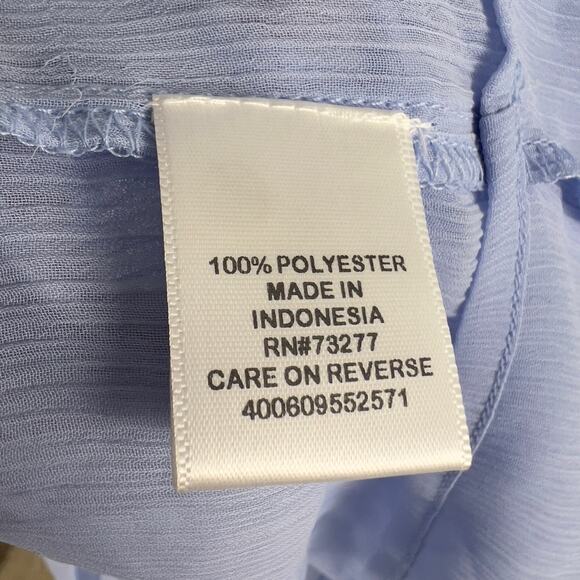 100% POLYESTER
MADE IN
INDONESIA
RN#73277
CARE ON REVERSE
400609552571